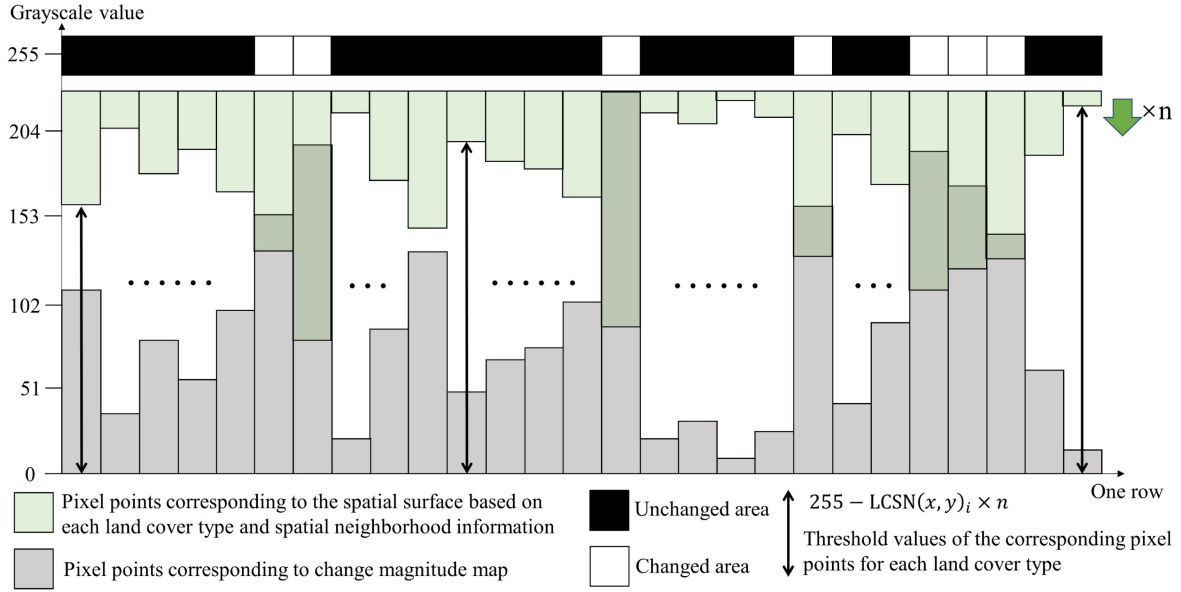 Grayscale value
255
204
153
102
51
0
×n
One row
Pixel points corresponding to the spatial surface based on
each land cover type and spatial neighborhood information
Pixel points corresponding to change magnitude map
Unchanged area
Changed area
255 − LCSN(x, y)ᵢ × n
Threshold values of the corresponding pixel
points for each land cover type